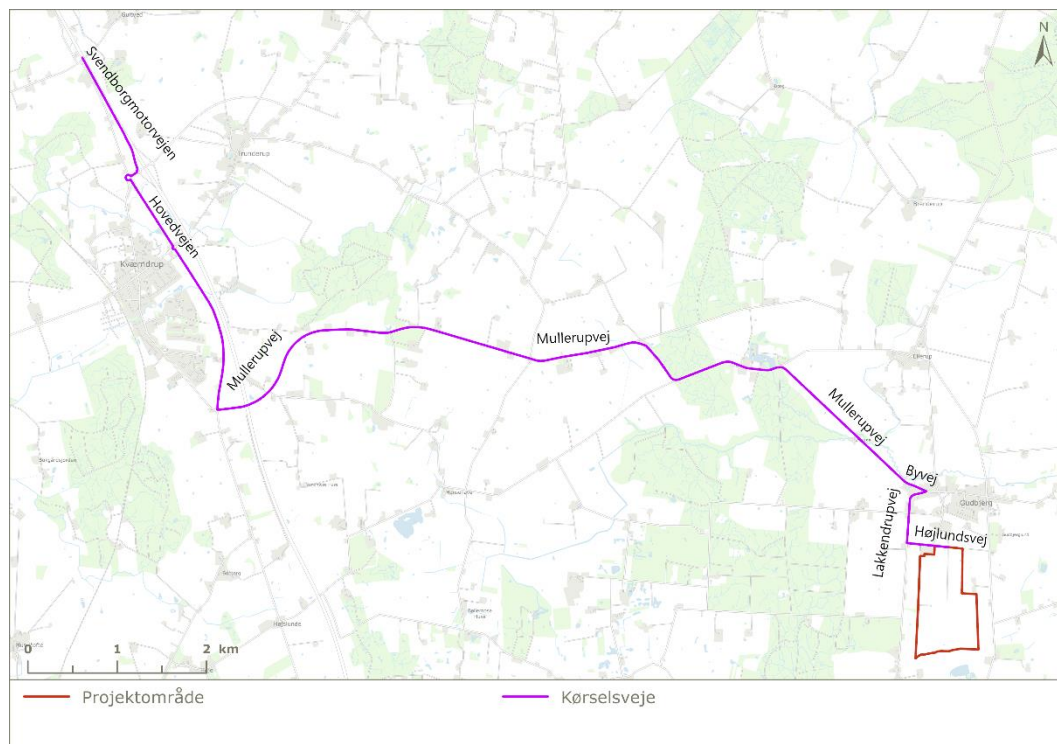 N
Svendborgmotorvejen
Hovedvejen
Kværndrup
Mullerupvej
Mullerupvej
Mullerupvej
Byvej
Gudbjerg
Lakkendrupvej
Højlundsvej
0 1 2 km
Projektområde
Kørselsveje